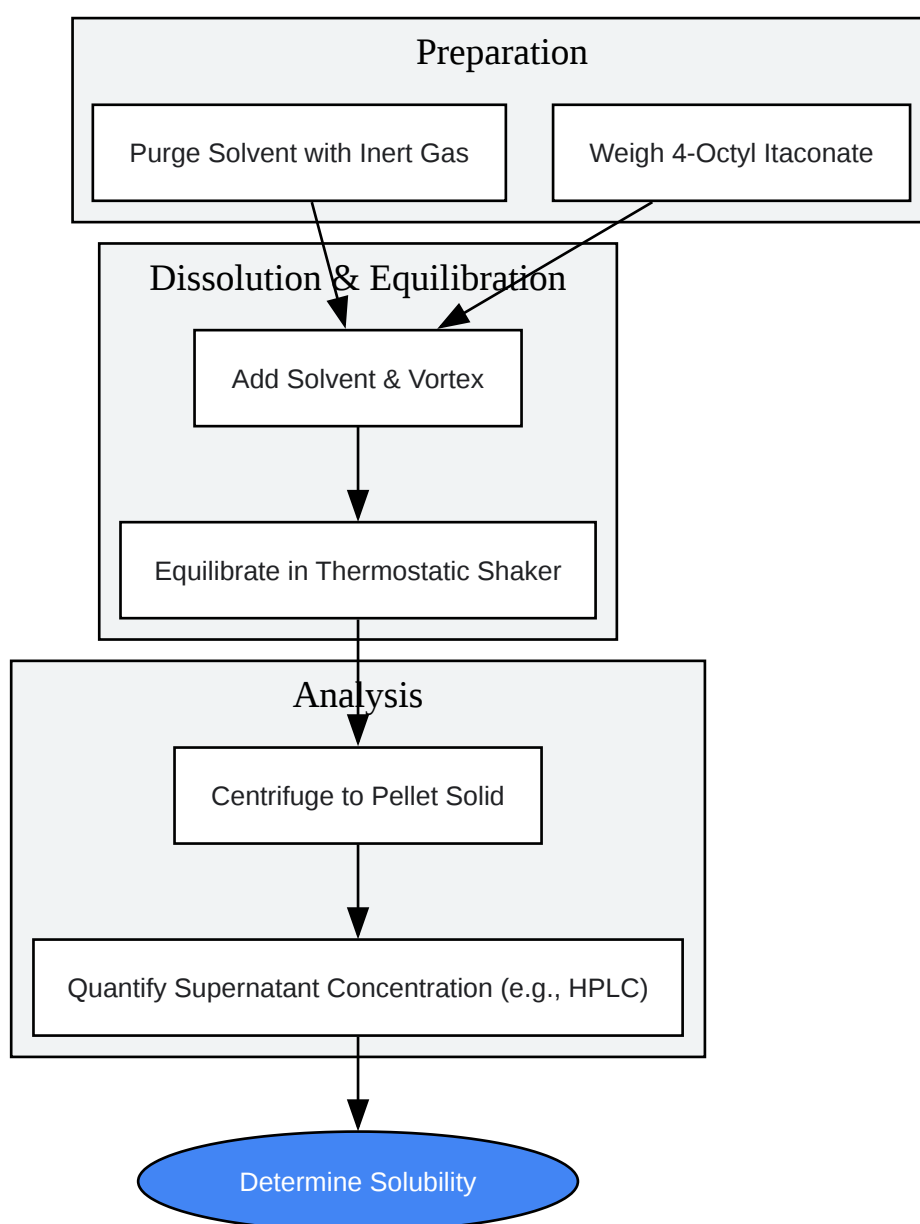 Preparation
Purge Solvent with Inert Gas
Weigh 4-Octyl Itaconate
Dissolution & Equilibration
Add Solvent & Vortex
Equilibrate in Thermostatic Shaker
Analysis
Centrifuge to Pellet Solid
Quantify Supernatant Concentration (e.g., HPLC)
Determine Solubility